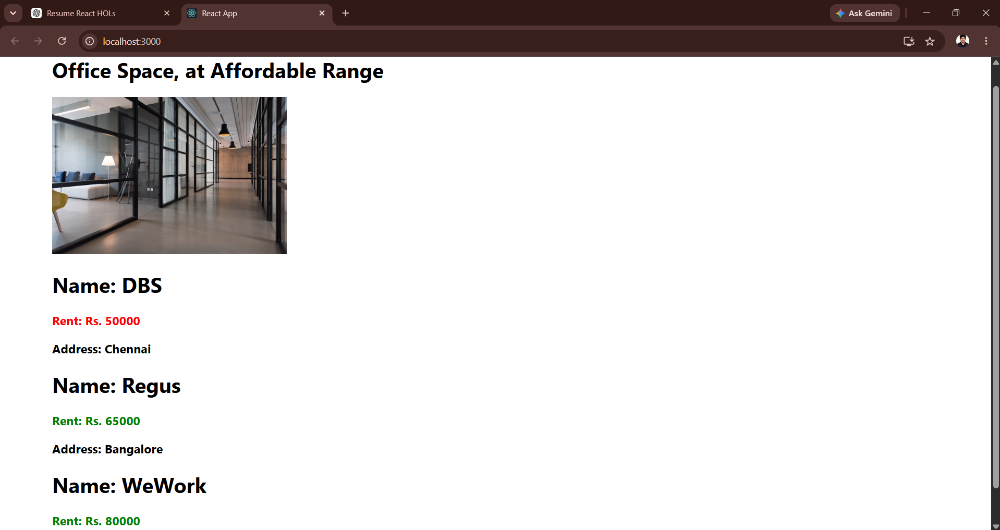 Resume React HOLs
React App
Ask Gemini
localhost:3000
Office Space, at Affordable Range
Name: DBS
Rent: Rs. 50000
Address: Chennai
Name: Regus
Rent: Rs. 65000
Address: Bangalore
Name: WeWork
Rent: Rs. 80000